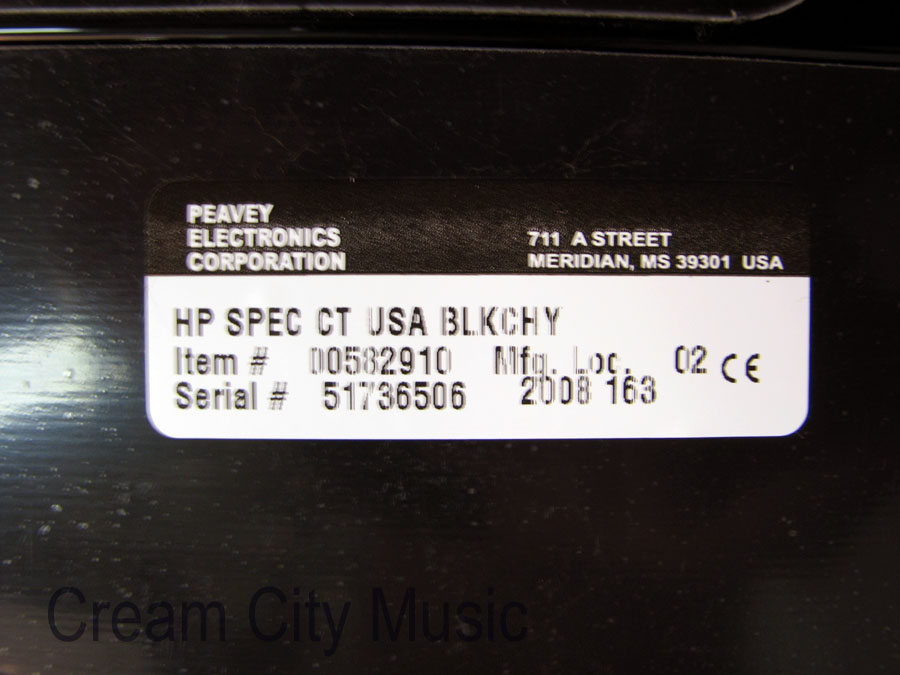 PEAVEY
ELECTRONICS
CORPORATION
711 A STREET
MERIDIAN, MS 39301 USA
HP SPEC CT USA BLKCHY
Item # 00582910 Mfg. Loc. 02 CE
Serial # 51736506 2008 163
Cream City Music